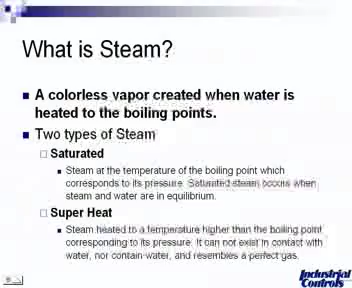 What is Steam?
A colorless vapor created when water is
heated to the boiling points.
Two types of Steam
Saturated
Steam at the temperature of the boiling point which
corresponds to its pressure. Saturated steam occurs when
steam and water are in equilibrium.
Super Heat
Steam heated to a temperature higher than the boiling point
corresponding to its pressure. It can not exist in contact with
water, nor contain water, and resembles a perfect gas.
Industrial
Controls